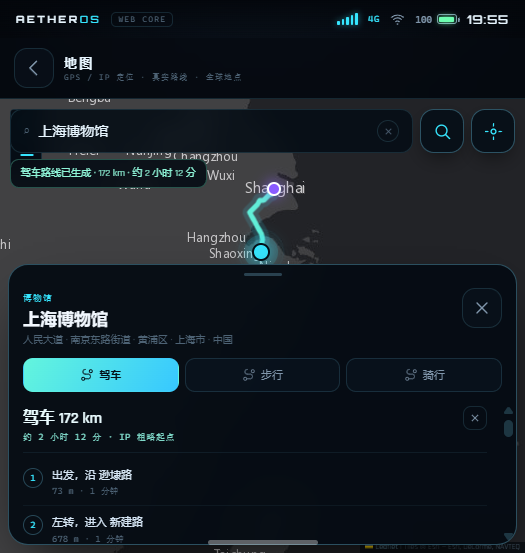 AETHEROS WEB CORE 4G 100 19:55
地图
GPS / IP 定位 · 真实路线 · 全球地点
上海博物馆
Changzhou
驾车路线已生成 · 172 km · 约 2 小时 12 分
Wuxi
Shanghai
Hangzhou
Shaoxin
博物馆
上海博物馆
人民大道 · 南京东路街道 · 黄浦区 · 上海市 · 中国
驾车 步行 骑行
驾车 172 km
约 2 小时 12 分 · IP 粗略起点
1 出发，沿 逊埭路
73 m · 1 分钟
2 左转，进入 新建路
678 m · 1 分钟